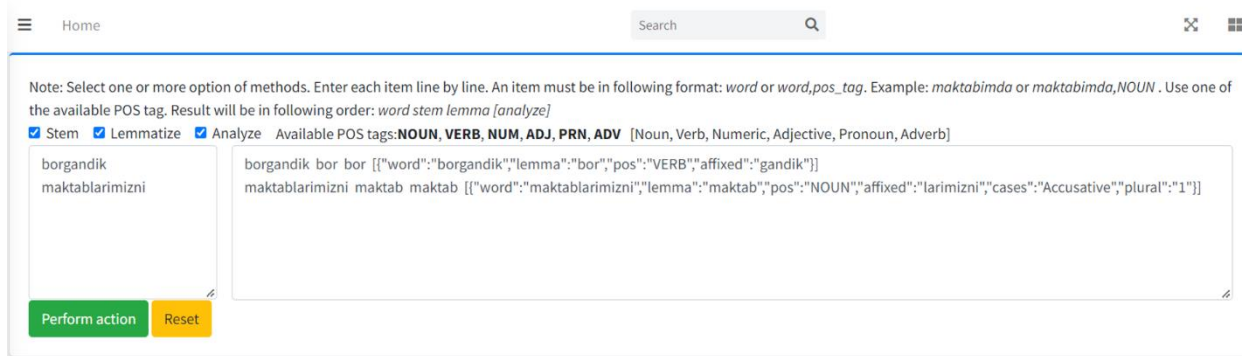 Home
Search
Note: Select one or more option of methods. Enter each item line by line. An item must be in following format: word or word,pos_tag. Example: maktabimda or maktabimda,NOUN . Use one of
the available POS tag. Result will be in following order: word stem lemma [analyze]
Stem Lemmatize Analyze Available POS tags:NOUN, VERB, NUM, ADJ, PRN, ADV [Noun, Verb, Numeric, Adjective, Pronoun, Adverb]
borgandik
maktablarimizni
borgandik bor bor [{"word":"borgandik","lemma":"bor","pos":"VERB","affixed":"gandik"}]
maktablarimizni maktab maktab [{"word":"maktablarimizni","lemma":"maktab","pos":"NOUN","affixed":"larimizni","cases":"Accusative","plural":"1"}]
Perform action
Reset